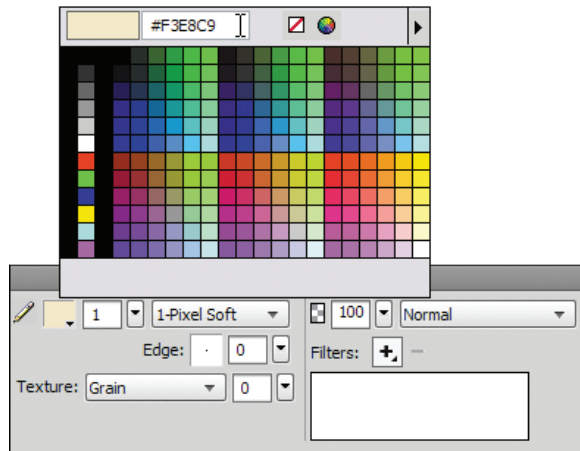 #F3E8C9
1
1-Pixel Soft
100
Normal
Edge:
0
Filters:
Texture:
Grain
0